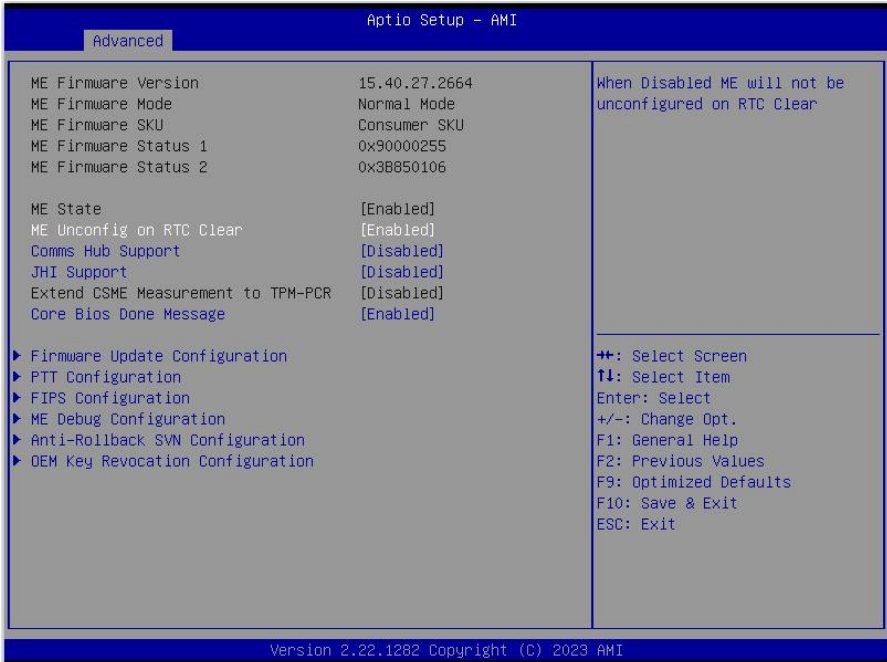 Aptio Setup – AMI
Advanced
ME Firmware Version 15.40.27.2664
ME Firmware Mode Normal Mode
ME Firmware SKU Consumer SKU
ME Firmware Status 1 0x90000255
ME Firmware Status 2 0x3B850106
ME State [Enabled]
ME Unconfig on RTC Clear [Enabled]
Comms Hub Support [Disabled]
JHI Support [Disabled]
Extend CSME Measurement to TPM-PCR [Disabled]
Core Bios Done Message [Enabled]
▶ Firmware Update Configuration
▶ PTT Configuration
▶ FIPS Configuration
▶ ME Debug Configuration
▶ Anti-Rollback SVN Configuration
▶ OEM Key Revocation Configuration
When Disabled ME will not be
unconfigured on RTC Clear
→←: Select Screen
↑↓: Select Item
Enter: Select
+/-: Change Opt.
F1: General Help
F2: Previous Values
F9: Optimized Defaults
F10: Save & Exit
ESC: Exit
Version 2.22.1282 Copyright (C) 2023 AMI